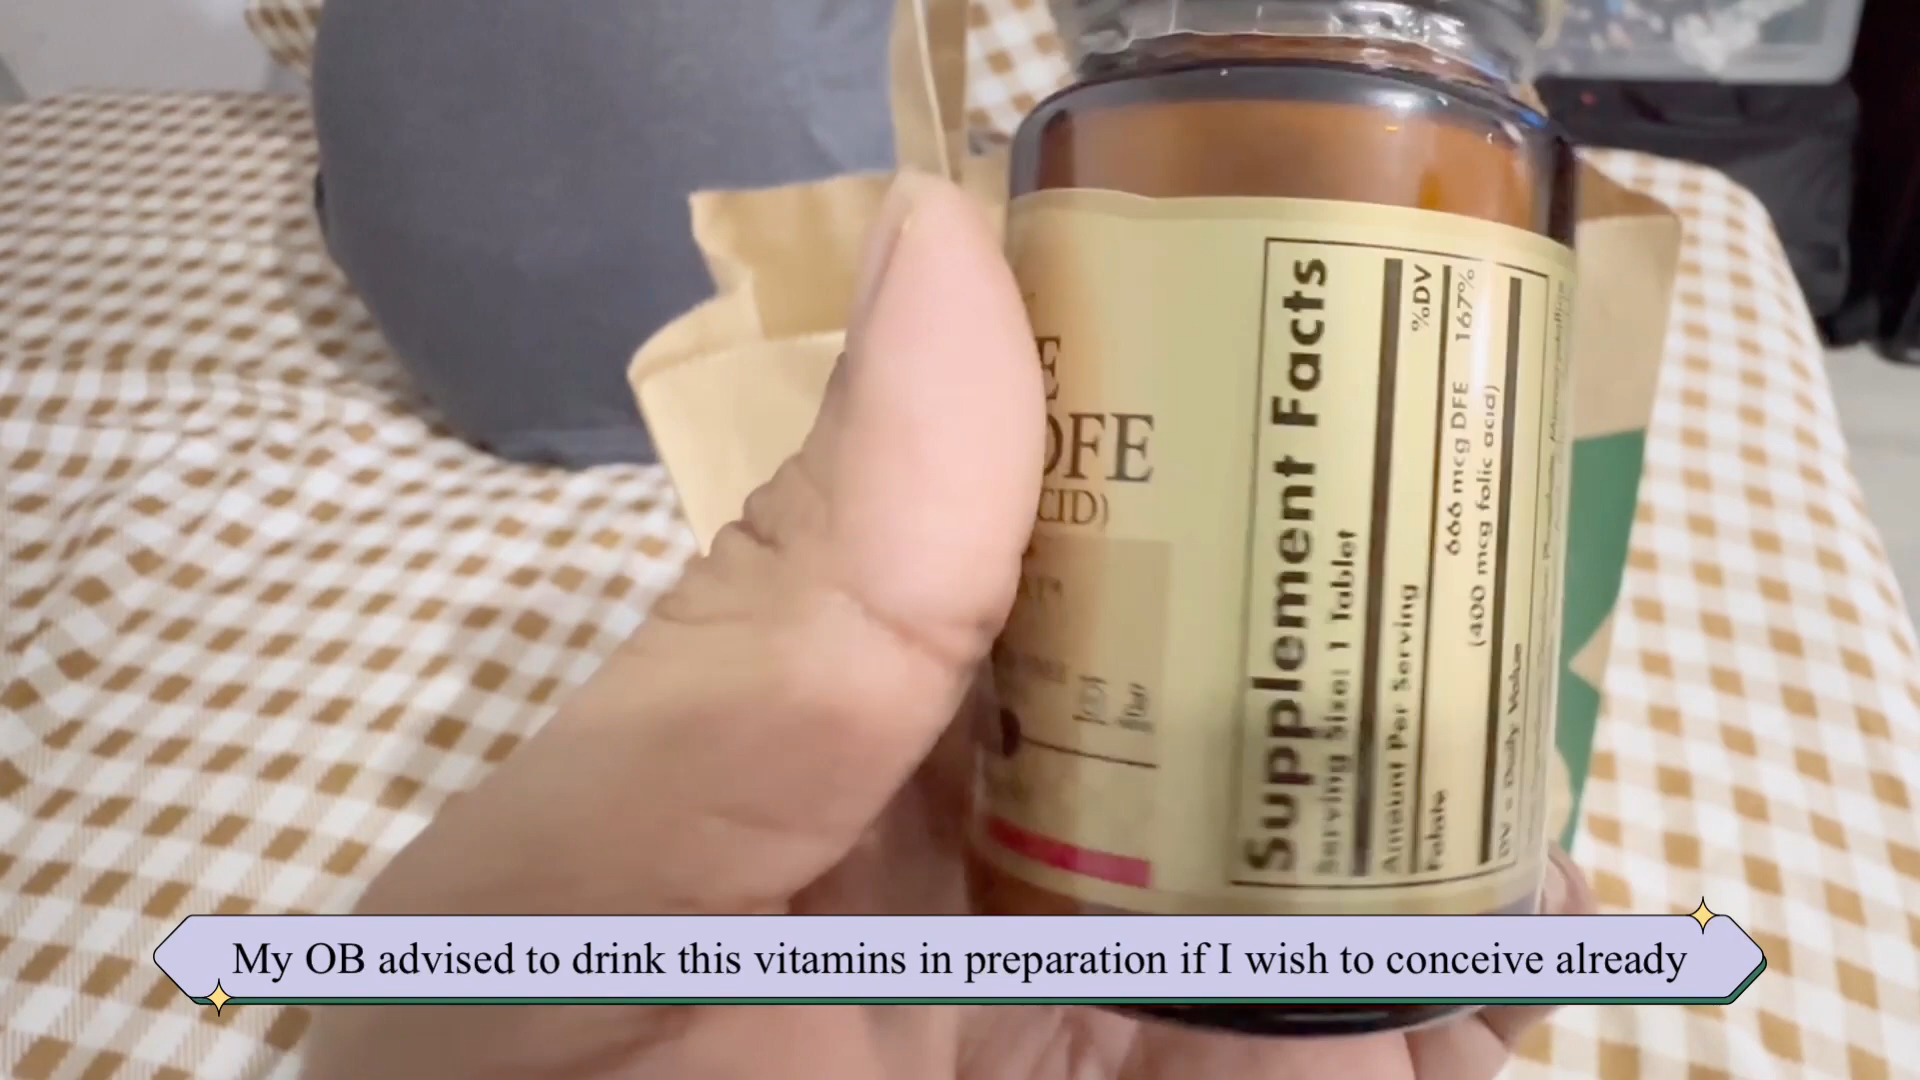 E
DFE
CID)
Supplement Facts
Serving Size: 1 Tablet
Amount Per Serving %DV
Folate 666 mcg DFE 167%
(400 mcg folic acid)
DV = Daily Value
My OB advised to drink this vitamins in preparation if I wish to conceive already